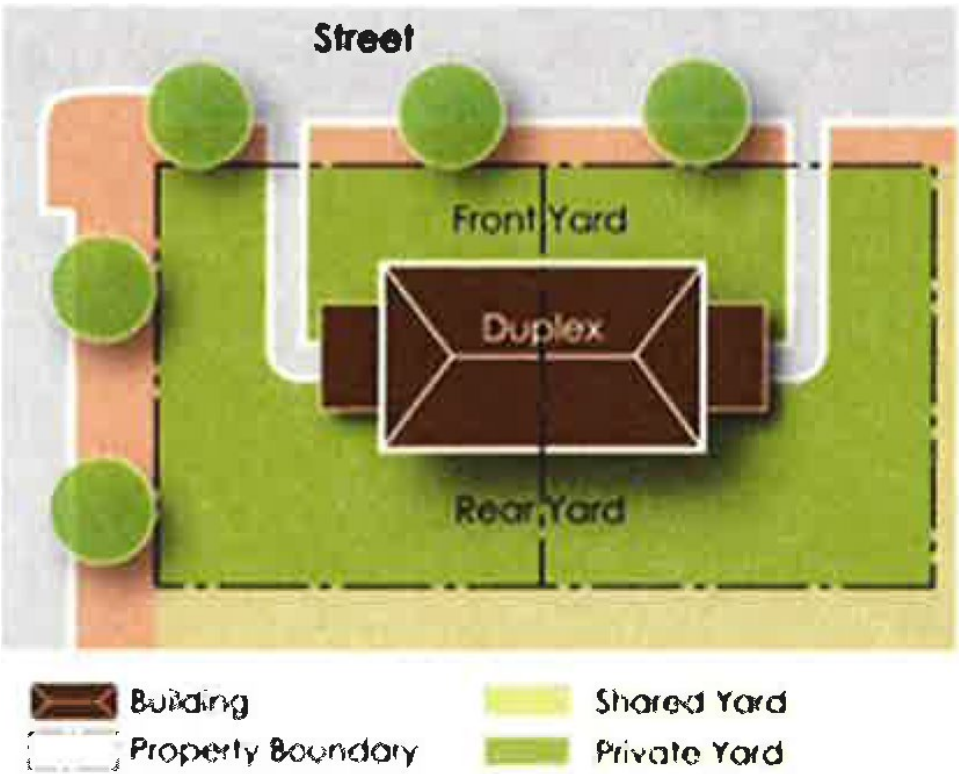 Street
Front Yard
Duplex
Rear Yard
Building
Shared Yard
Property Boundary
Private Yard